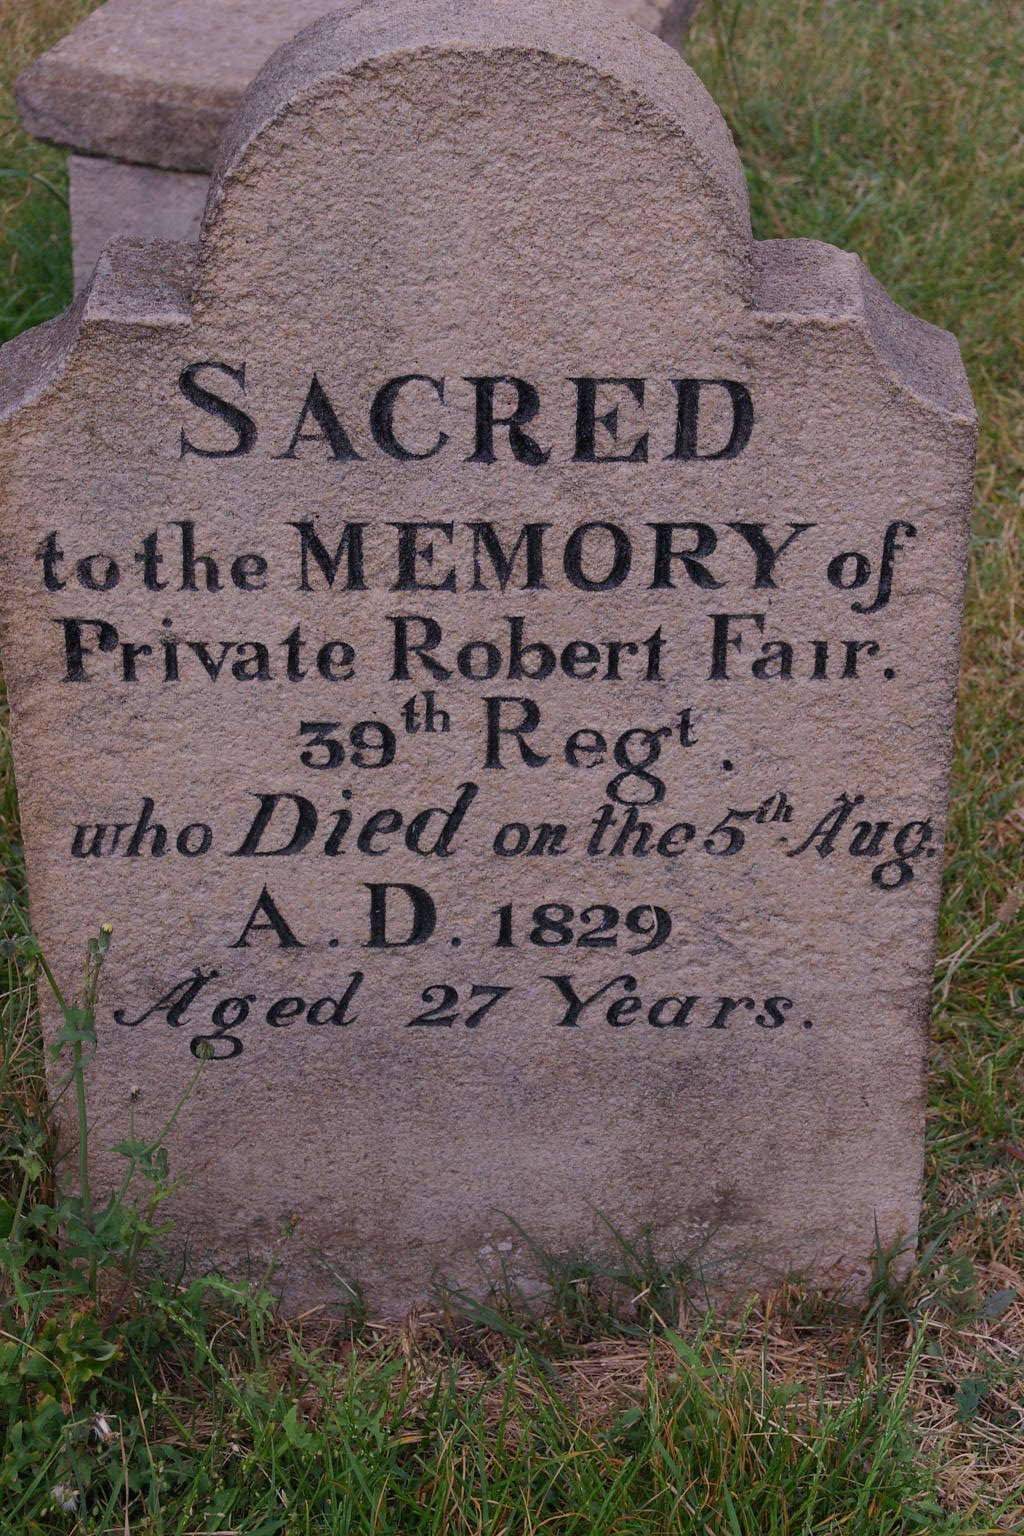 SACRED
to the MEMORY of
Private Robert Fair.
39th Regt.
who Died on the 5th Aug.
A.D. 1829
Aged 27 Years.